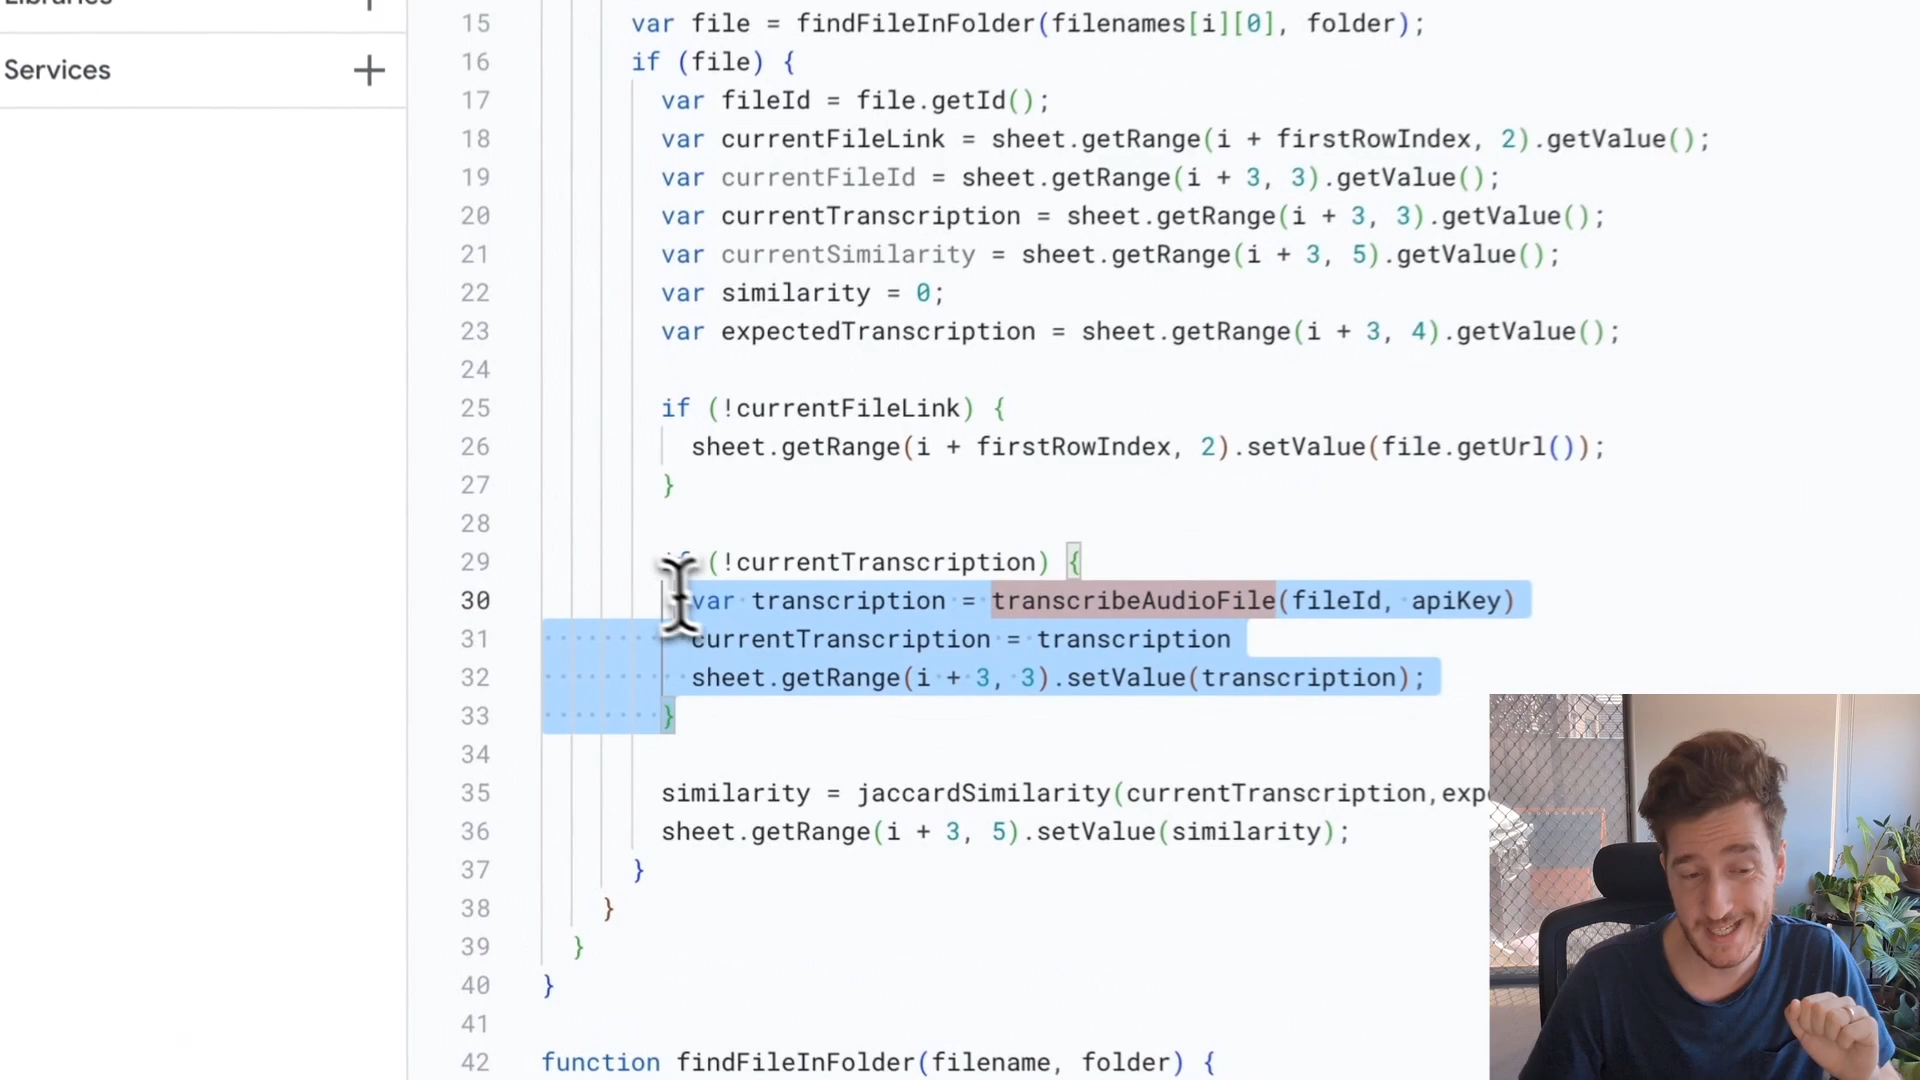 Libraries +
15 var file = findFileInFolder(filenames[i][0], folder);
Services +
16 if (file) {
17 var fileId = file.getId();
18 var currentFileLink = sheet.getRange(i + firstRowIndex, 2).getValue();
19 var currentFileId = sheet.getRange(i + 3, 3).getValue();
20 var currentTranscription = sheet.getRange(i + 3, 3).getValue();
21 var currentSimilarity = sheet.getRange(i + 3, 5).getValue();
22 var similarity = 0;
23 var expectedTranscription = sheet.getRange(i + 3, 4).getValue();
24
25 if (!currentFileLink) {
26 sheet.getRange(i + firstRowIndex, 2).setValue(file.getUrl());
27 }
28
29 if (!currentTranscription) {
30 var transcription = transcribeAudioFile(fileId, apiKey)
31 currentTranscription = transcription
32 sheet.getRange(i + 3, 3).setValue(transcription);
33 }
34
35 similarity = jaccardSimilarity(currentTranscription,exp
36 sheet.getRange(i + 3, 5).setValue(similarity);
37 }
38 }
39 }
40 }
41
42 function findFileInFolder(filename, folder) {